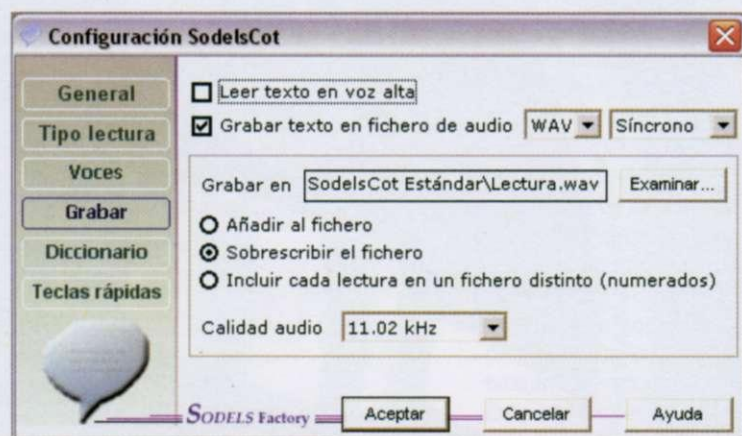 Configuración SodelsCot
General
Tipo lectura
Voces
Grabar
Diccionario
Teclas rápidas
Leer texto en voz alta
Grabar texto en fichero de audio WAV Síncrono
Grabar en SodelsCot Estándar\Lectura.wav Examinar...
Añadir al fichero
Sobrescribir el fichero
Incluir cada lectura en un fichero distinto (numerados)
Calidad audio 11.02 kHz
SODELS Factory Aceptar Cancelar Ayuda